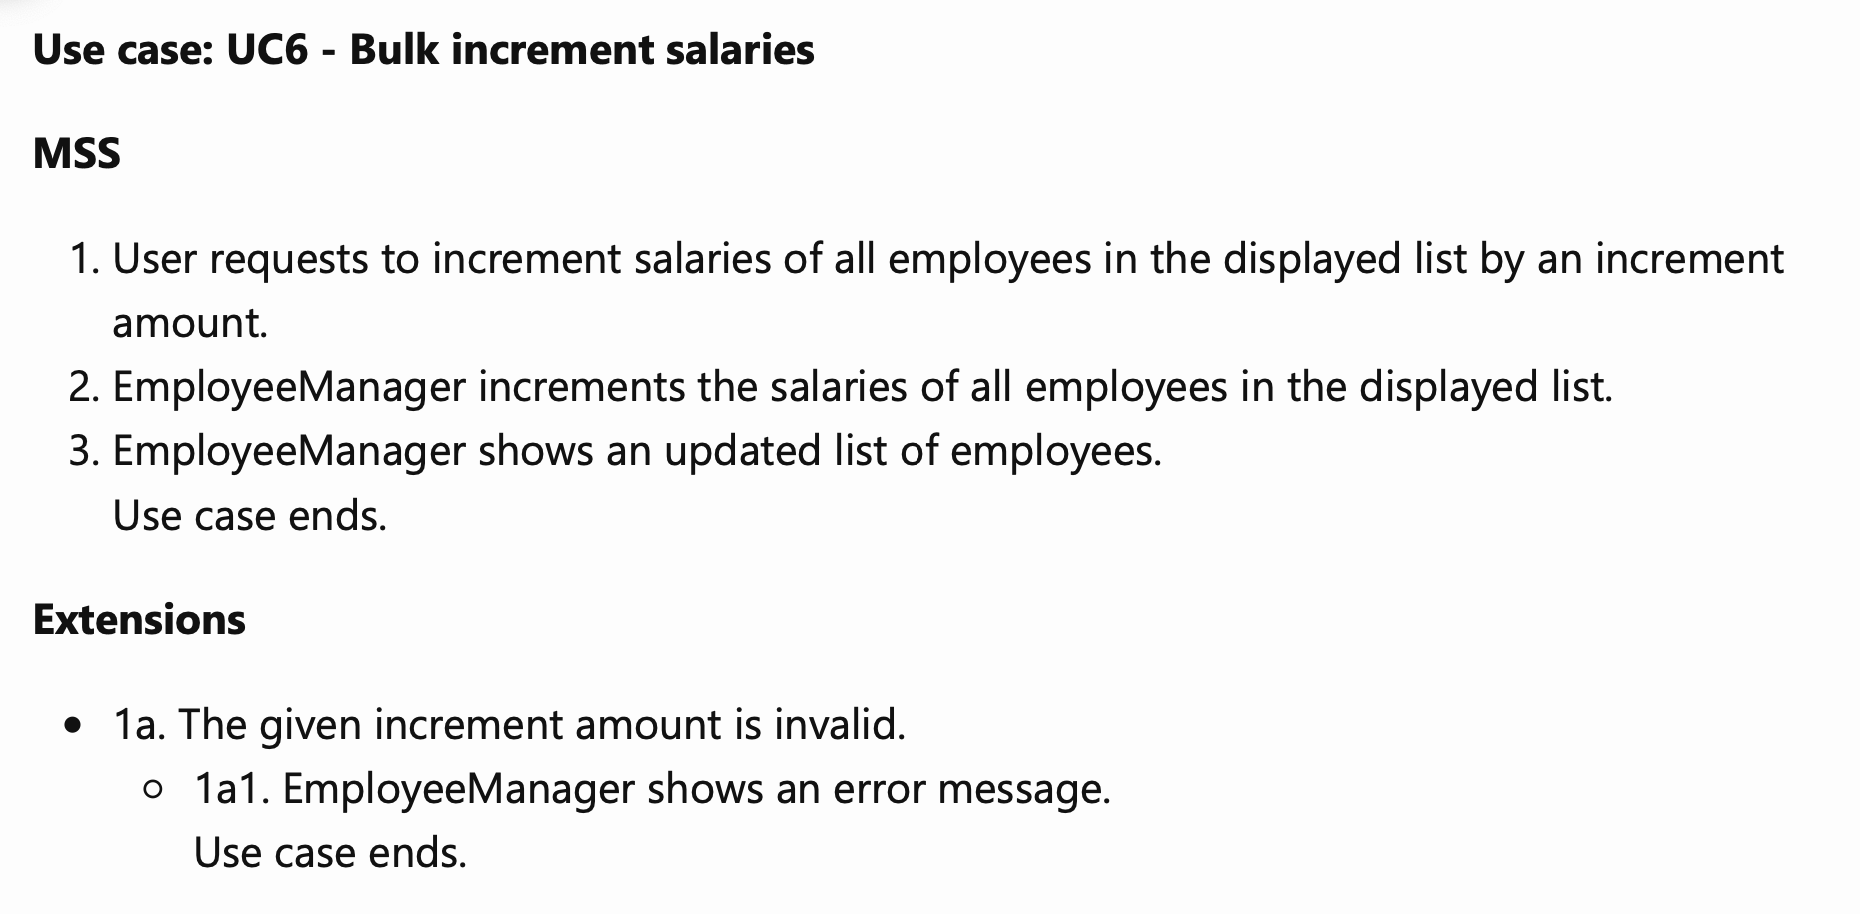 Use case: UC6 - Bulk increment salaries
MSS
1. User requests to increment salaries of all employees in the displayed list by an increment
amount.
2. EmployeeManager increments the salaries of all employees in the displayed list.
3. EmployeeManager shows an updated list of employees.
Use case ends.
Extensions
• 1a. The given increment amount is invalid.
○ 1a1. EmployeeManager shows an error message.
Use case ends.